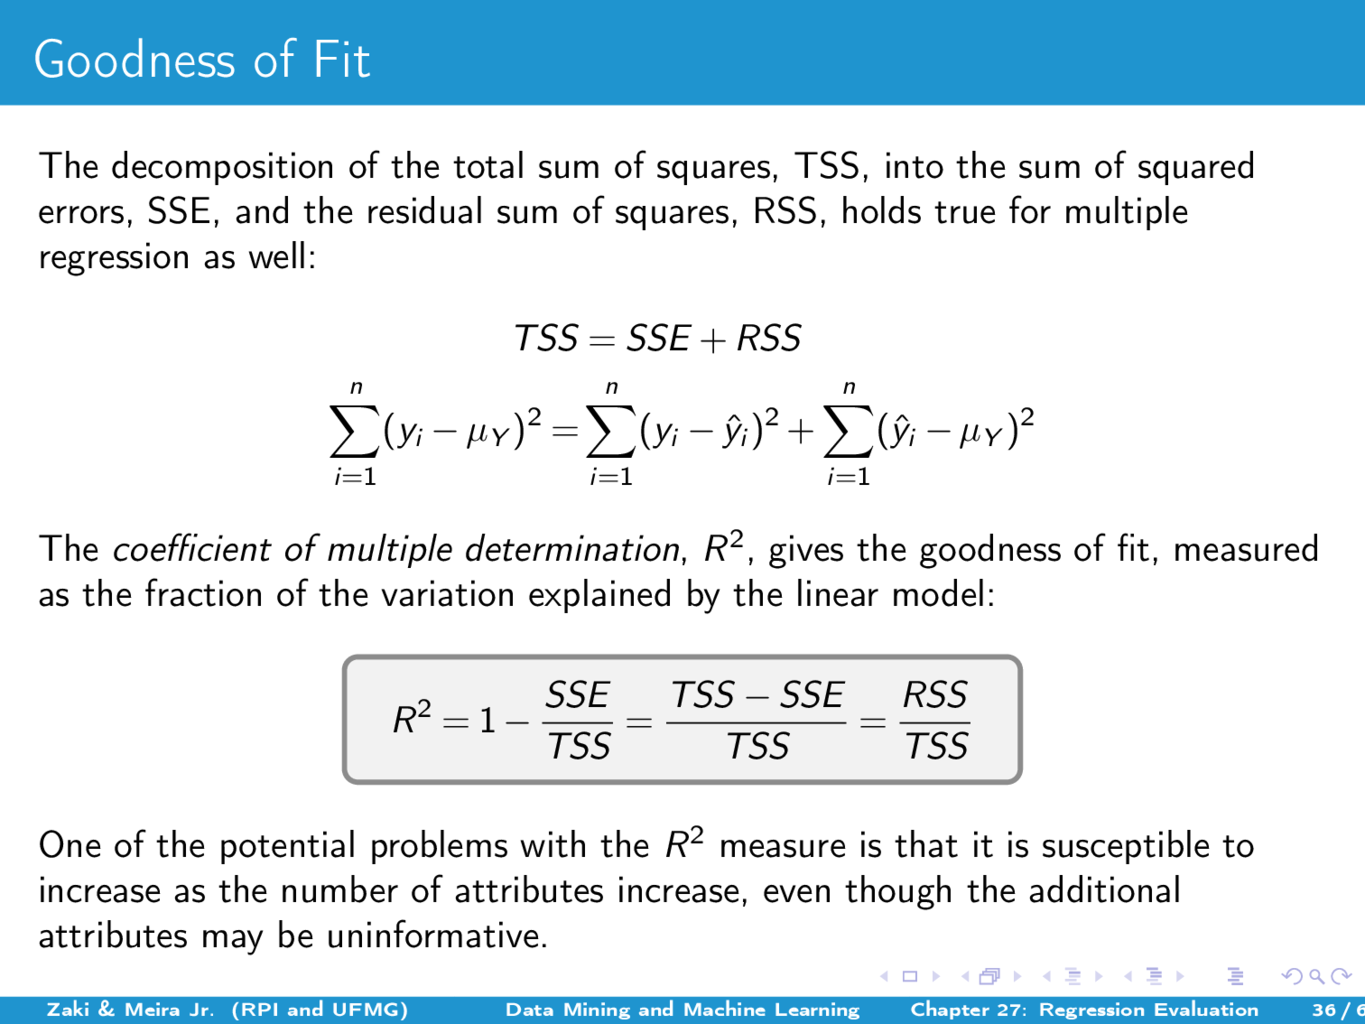 Goodness of Fit
The decomposition of the total sum of squares, TSS, into the sum of squared
errors, SSE, and the residual sum of squares, RSS, holds true for multiple
regression as well:
TSS = SSE + RSS
∑_{i=1}^{n} (y_i − μ_Y)² = ∑_{i=1}^{n} (y_i − ŷ_i)² + ∑_{i=1}^{n} (ŷ_i − μ_Y)²
The coefficient of multiple determination, R², gives the goodness of fit, measured
as the fraction of the variation explained by the linear model:
R² = 1 − SSE/TSS = (TSS − SSE)/TSS = RSS/TSS
One of the potential problems with the R² measure is that it is susceptible to
increase as the number of attributes increase, even though the additional
attributes may be uninformative.
Zaki & Meira Jr. (RPI and UFMG) Data Mining and Machine Learning Chapter 27: Regression Evaluation 36 /